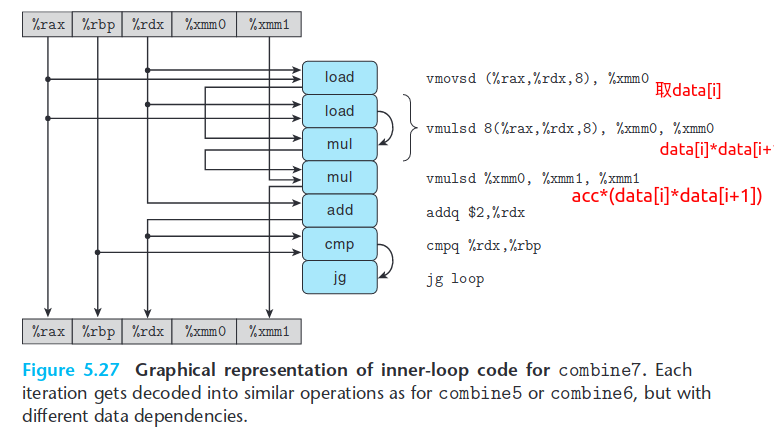 %rax %rbp %rdx %xmm0 %xmm1
load vmovsd (%rax,%rdx,8), %xmm0 取data[i]
load
vmulsd 8(%rax,%rdx,8), %xmm0, %xmm0
mul
data[i]*data[i+
mul vmulsd %xmm0, %xmm1, %xmm1
acc*(data[i]*data[i+1])
add addq $2,%rdx
cmp cmpq %rdx,%rbp
jg jg loop
%rax %rbp %rdx %xmm0 %xmm1
Figure 5.27 Graphical representation of inner-loop code for combine7. Each
iteration gets decoded into similar operations as for combine5 or combine6, but with
different data dependencies.